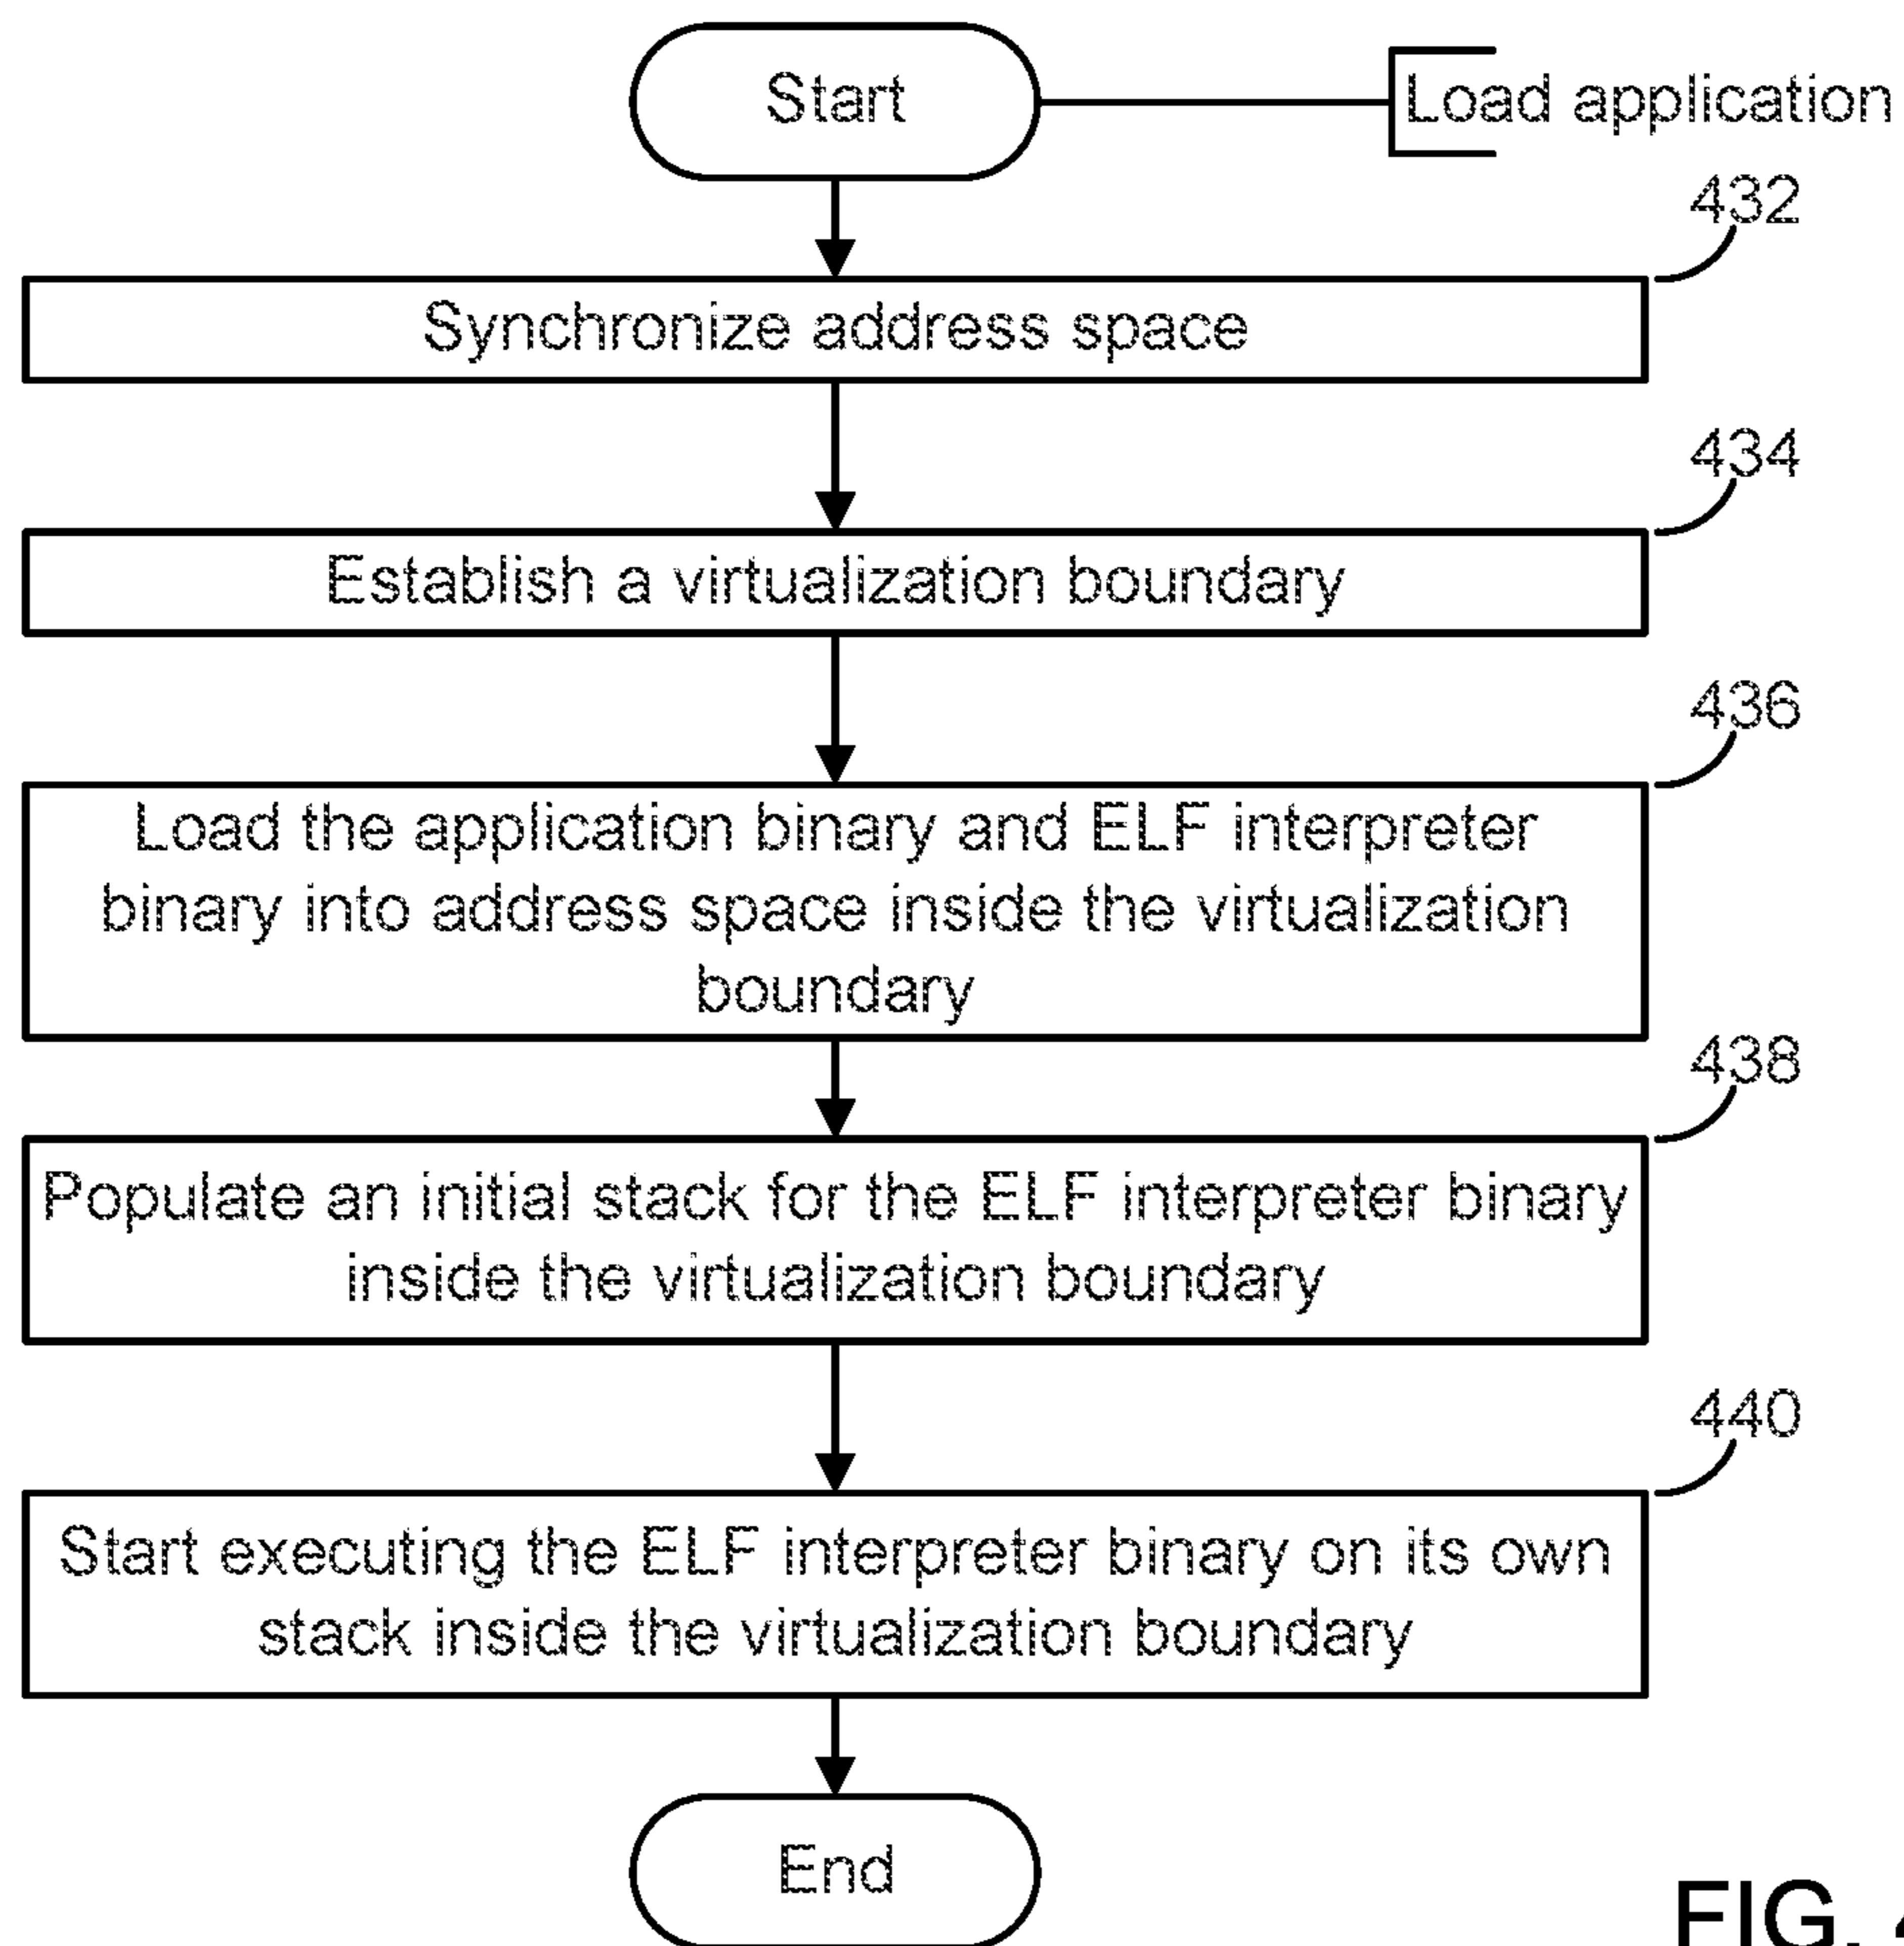 Start
Load application
432
Synchronize address space
434
Establish a virtualization boundary
436
Load the application binary and ELF interpreter
binary into address space inside the virtualization
boundary
438
Populate an initial stack for the ELF interpreter binary
inside the virtualization boundary
440
Start executing the ELF interpreter binary on its own
stack inside the virtualization boundary
End
FIG.